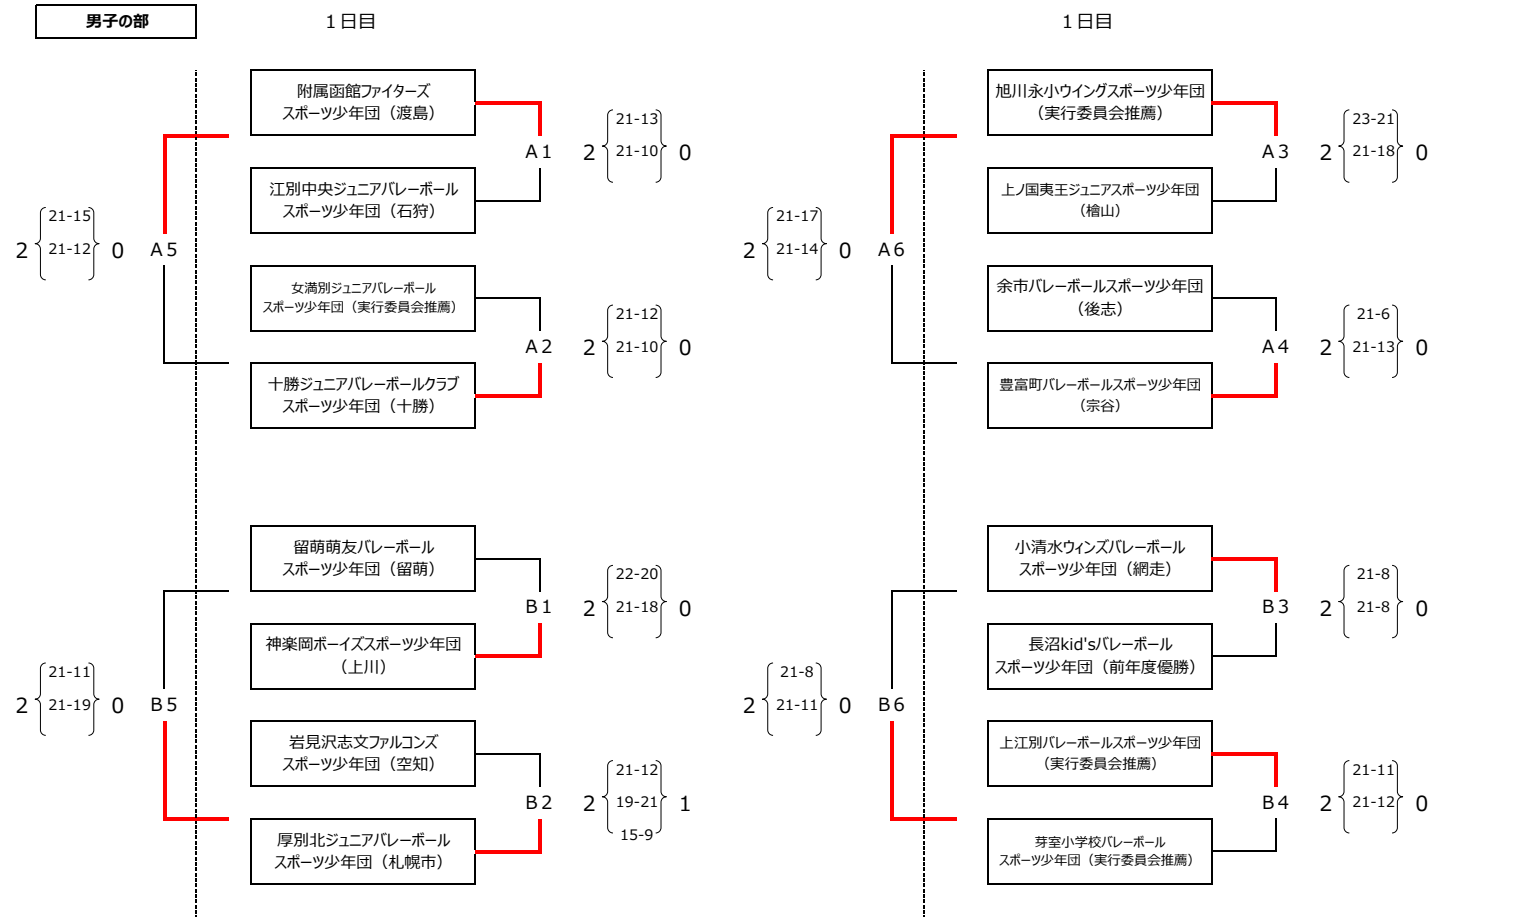 男子の部
１日目
１日目
附属函館ファイターズ
スポーツ少年団（渡島）
A１
2
21-13
21-10
0
江別中央ジュニアバレーボール
スポーツ少年団（石狩）
2
21-15
21-12
0
A５
女満別ジュニアバレーボール
スポーツ少年団（実行委員会推薦）
A２
2
21-12
21-10
0
十勝ジュニアバレーボールクラブ
スポーツ少年団（十勝）
旭川永小ウイングスポーツ少年団
（実行委員会推薦）
A３
2
23-21
21-18
0
上ノ国夷王ジュニアスポーツ少年団
（檜山）
2
21-17
21-14
0
A６
余市バレーボールスポーツ少年団
（後志）
A４
2
21-6
21-13
0
豊富町バレーボールスポーツ少年団
（宗谷）
留萌萌友バレーボール
スポーツ少年団（留萌）
B１
2
22-20
21-18
0
神楽岡ボーイズスポーツ少年団
（上川）
2
21-11
21-19
0
B５
岩見沢志文ファルコンズ
スポーツ少年団（空知）
B２
2
21-12
19-21
15-9
1
厚別北ジュニアバレーボール
スポーツ少年団（札幌市）
小清水ウィンズバレーボール
スポーツ少年団（網走）
B３
2
21-8
21-8
0
長沼kid'sバレーボール
スポーツ少年団（前年度優勝）
2
21-8
21-11
0
B６
上江別バレーボールスポーツ少年団
（実行委員会推薦）
B４
2
21-11
21-12
0
芽室小学校バレーボール
スポーツ少年団（実行委員会推薦）